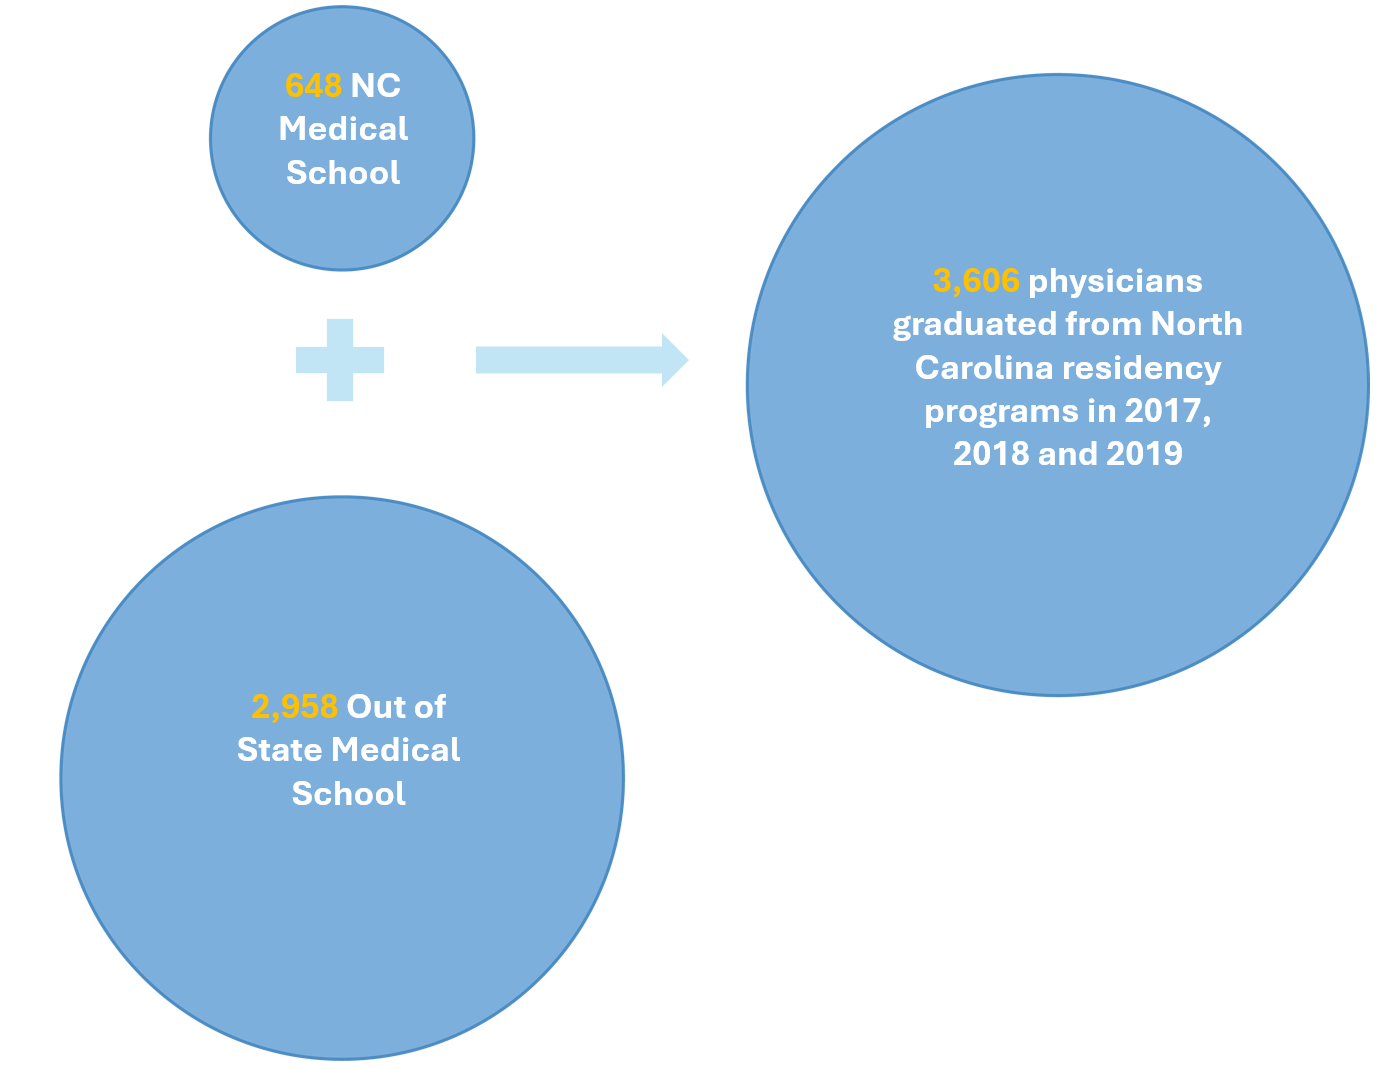 648 NC
Medical
School
3,606 physicians
graduated from North
Carolina residency
programs in 2017,
2018 and 2019
2,958 Out of
State Medical
School